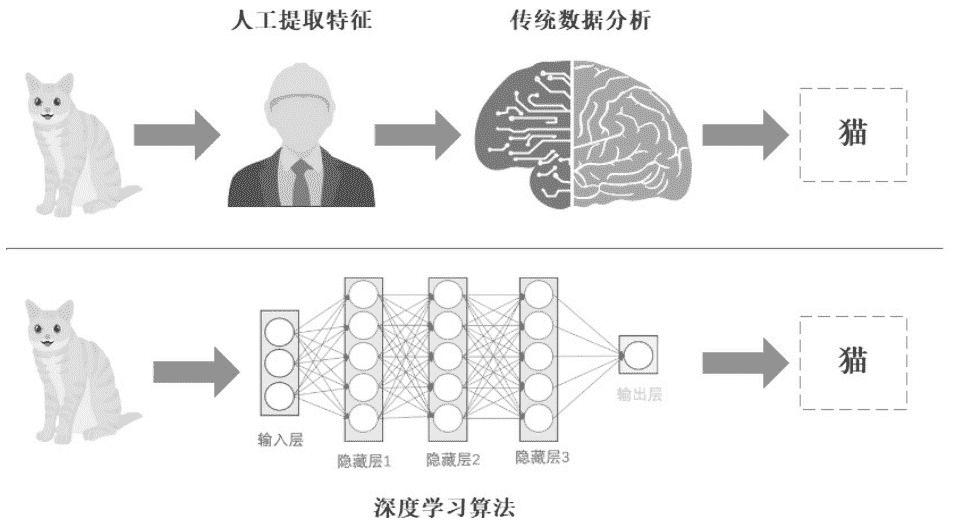 人工提取特征
传统数据分析
猫
猫
输出层
输入层
隐藏层1
隐藏层2
隐藏层3
深度学习算法